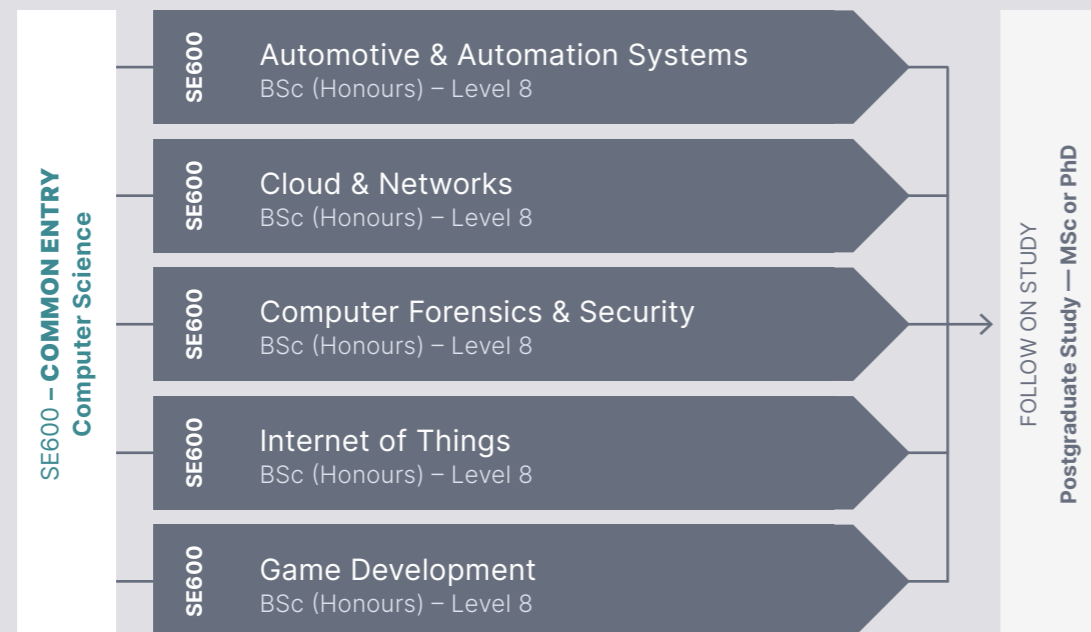 SE600 – COMMON ENTRY
Computer Science
SE600
Automotive & Automation Systems
BSc (Honours) – Level 8
SE600
Cloud & Networks
BSc (Honours) – Level 8
SE600
Computer Forensics & Security
BSc (Honours) – Level 8
SE600
Internet of Things
BSc (Honours) – Level 8
SE600
Game Development
BSc (Honours) – Level 8
FOLLOW ON STUDY
Postgraduate Study — MSc or PhD